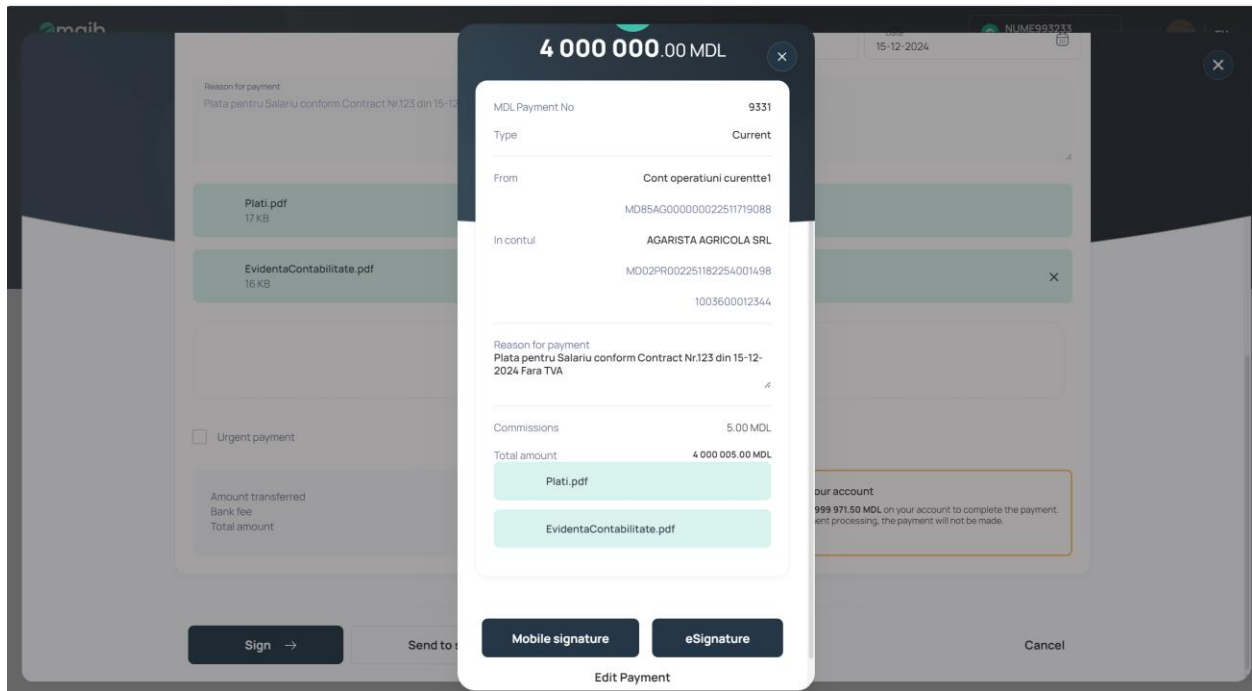 maib
NUME993233
4 000 000.00 MDL
Date
15-12-2024
Reason for payment
Plata pentru Salariu conform Contract Nr.123 din 15-12
MDL Payment No 9331
Type Current
From Cont operatiuni curentte1
MD85AG000000022511719088
Plati.pdf
17 KB
In contul AGARISTA AGRICOLA SRL
MD02PR002251182254001498
1003600012344
EvidentaContabilitate.pdf
16 KB
Reason for payment
Plata pentru Salariu conform Contract Nr.123 din 15-12-
2024 Fara TVA
Commissions 5.00 MDL
Total amount 4 000 005.00 MDL
Plati.pdf
EvidentaContabilitate.pdf
Urgent payment
Amount transferred
Bank fee
Total amount
our account
999 971.50 MDL on your account to complete the payment.
ent processing, the payment will not be made.
Mobile signature
eSignature
Edit Payment
Sign →
Send to s
Cancel